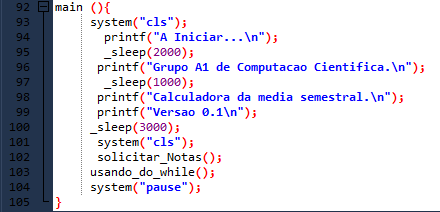 92 main (){
93 system("cls");
94 printf("A Iniciar...\n");
95 _sleep(2000);
96 printf("Grupo A1 de Computacao Cientifica.\n");
97 _sleep(1000);
98 printf("Calculadora da media semestral.\n");
99 printf("Versao 0.1\n");
100 _sleep(3000);
101 system("cls");
102 solicitar_Notas();
103 usando_do_while();
104 system("pause");
105 }